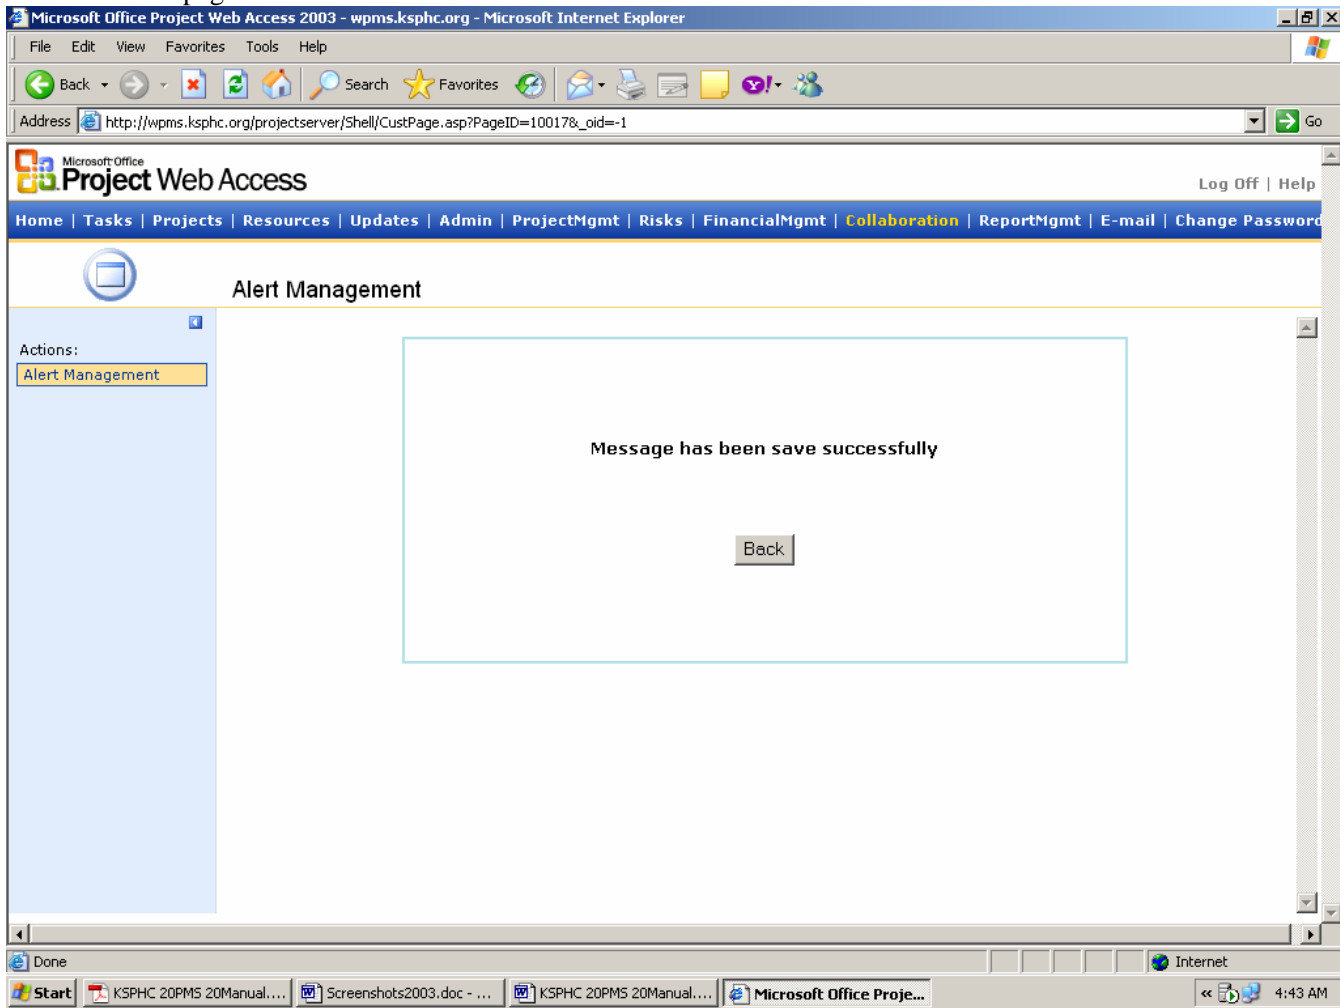 Microsoft Office Project Web Access 2003 - wpms.ksphc.org - Microsoft Internet Explorer
File Edit View Favorites Tools Help
Back Search Favorites
Address http://wpms.ksphc.org/projectserver/Shell/CustPage.asp?PageID=10017&_oid=-1 Go
Microsoft Office
Project Web Access
Log Off | Help
Home | Tasks | Projects | Resources | Updates | Admin | ProjectMgmt | Risks | FinancialMgmt | Collaboration | ReportMgmt | E-mail | Change Password
Alert Management
Actions:
Alert Management
Message has been save successfully
Back
Done Internet
Start KSPHC 20PMS 20Manual.... Screenshots2003.doc - ... KSPHC 20PMS 20Manual.... Microsoft Office Proje... « 4:43 AM